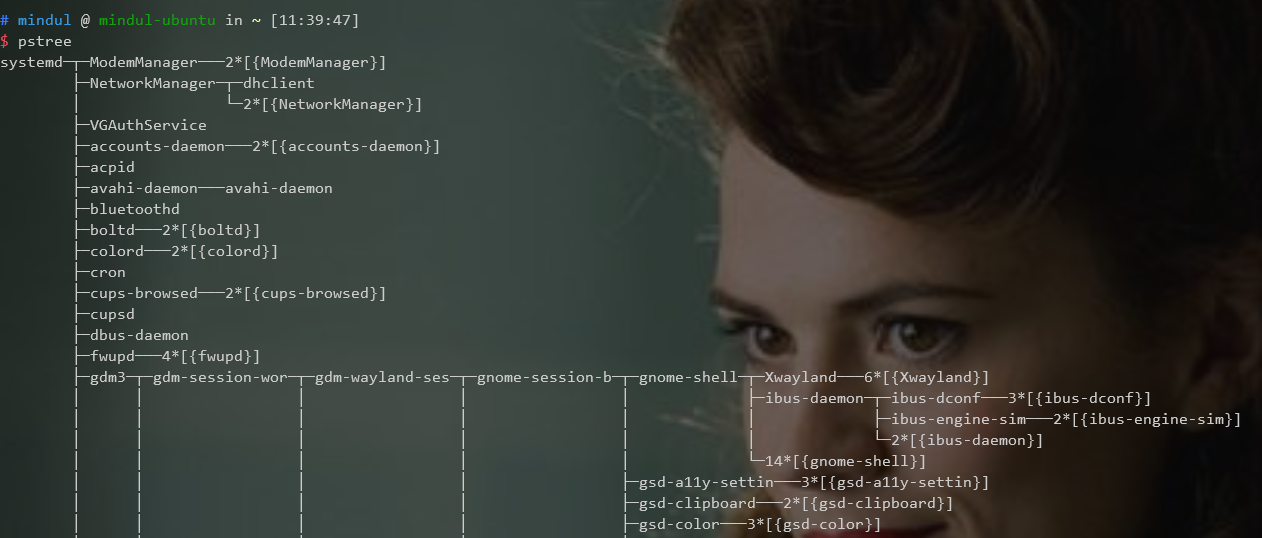 # mindul @ mindul-ubuntu in ~ [11:39:47]
$ pstree
systemd─┬─ModemManager───2*[{ModemManager}]
        ├─NetworkManager─┬─dhclient
        │                └─2*[{NetworkManager}]
        ├─VGAuthService
        ├─accounts-daemon───2*[{accounts-daemon}]
        ├─acpid
        ├─avahi-daemon───avahi-daemon
        ├─bluetoothd
        ├─boltd───2*[{boltd}]
        ├─colord───2*[{colord}]
        ├─cron
        ├─cups-browsed───2*[{cups-browsed}]
        ├─cupsd
        ├─dbus-daemon
        ├─fwupd───4*[{fwupd}]
        ├─gdm3─┬─gdm-session-wor─┬─gdm-wayland-ses─┬─gnome-session-b─┬─gnome-shell─┬─Xwayland───6*[{Xwayland}]
        │      │                 │                 │                 │             ├─ibus-daemon─┬─ibus-dconf───3*[{ibus-dconf}]
        │      │                 │                 │                 │             │             ├─ibus-engine-sim───2*[{ibus-engine-sim}]
        │      │                 │                 │                 │             │             └─2*[{ibus-daemon}]
        │      │                 │                 │                 │             └─14*[{gnome-shell}]
        │      │                 │                 │                 ├─gsd-a11y-settin───3*[{gsd-a11y-settin}]
        │      │                 │                 │                 ├─gsd-clipboard───2*[{gsd-clipboard}]
        │      │                 │                 │                 ├─gsd-color───3*[{gsd-color}]